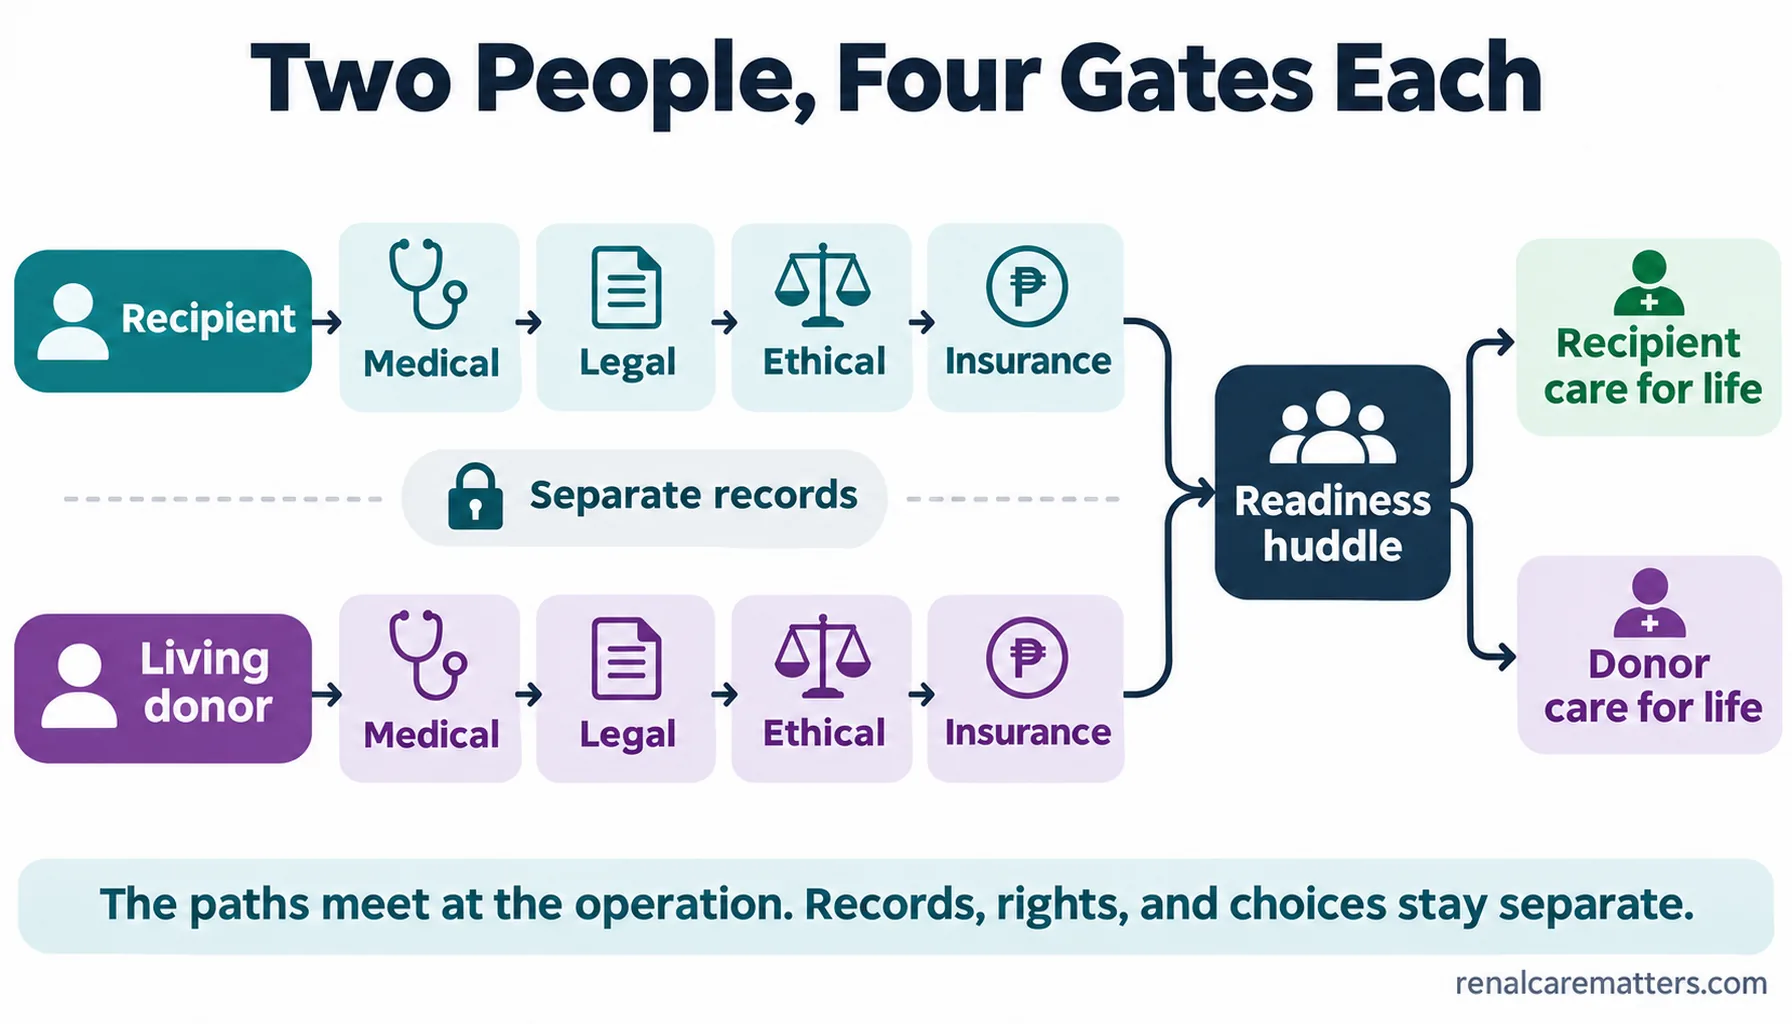 Two People, Four Gates Each
Recipient
Medical
Legal
Ethical
₱
Insurance
Recipient
care for life
Separate records
Readiness
huddle
Living
donor
Medical
Legal
Ethical
₱
Insurance
Donor
care for life
The paths meet at the operation. Records, rights, and choices stay separate.
renalcarematters.com